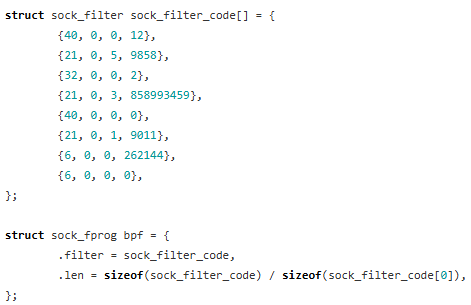 struct sock_filter sock_filter_code[] = {
{40, 0, 0, 12},
{21, 0, 5, 9858},
{32, 0, 0, 2},
{21, 0, 3, 858993459},
{40, 0, 0, 0},
{21, 0, 1, 9011},
{6, 0, 0, 262144},
{6, 0, 0, 0},
};
struct sock_fprog bpf = {
.filter = sock_filter_code,
.len = sizeof(sock_filter_code) / sizeof(sock_filter_code[0]),
};